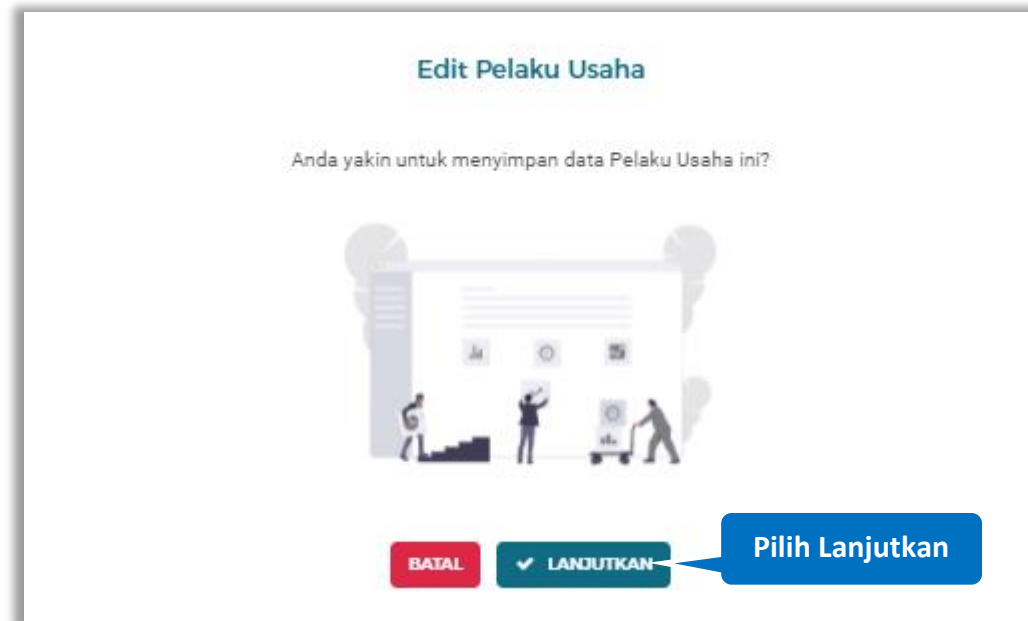 Edit Pelaku Usaha
Anda yakin untuk menyimpan data Pelaku Usaha ini?
BATAL
LANJUTKAN
Pilih Lanjutkan